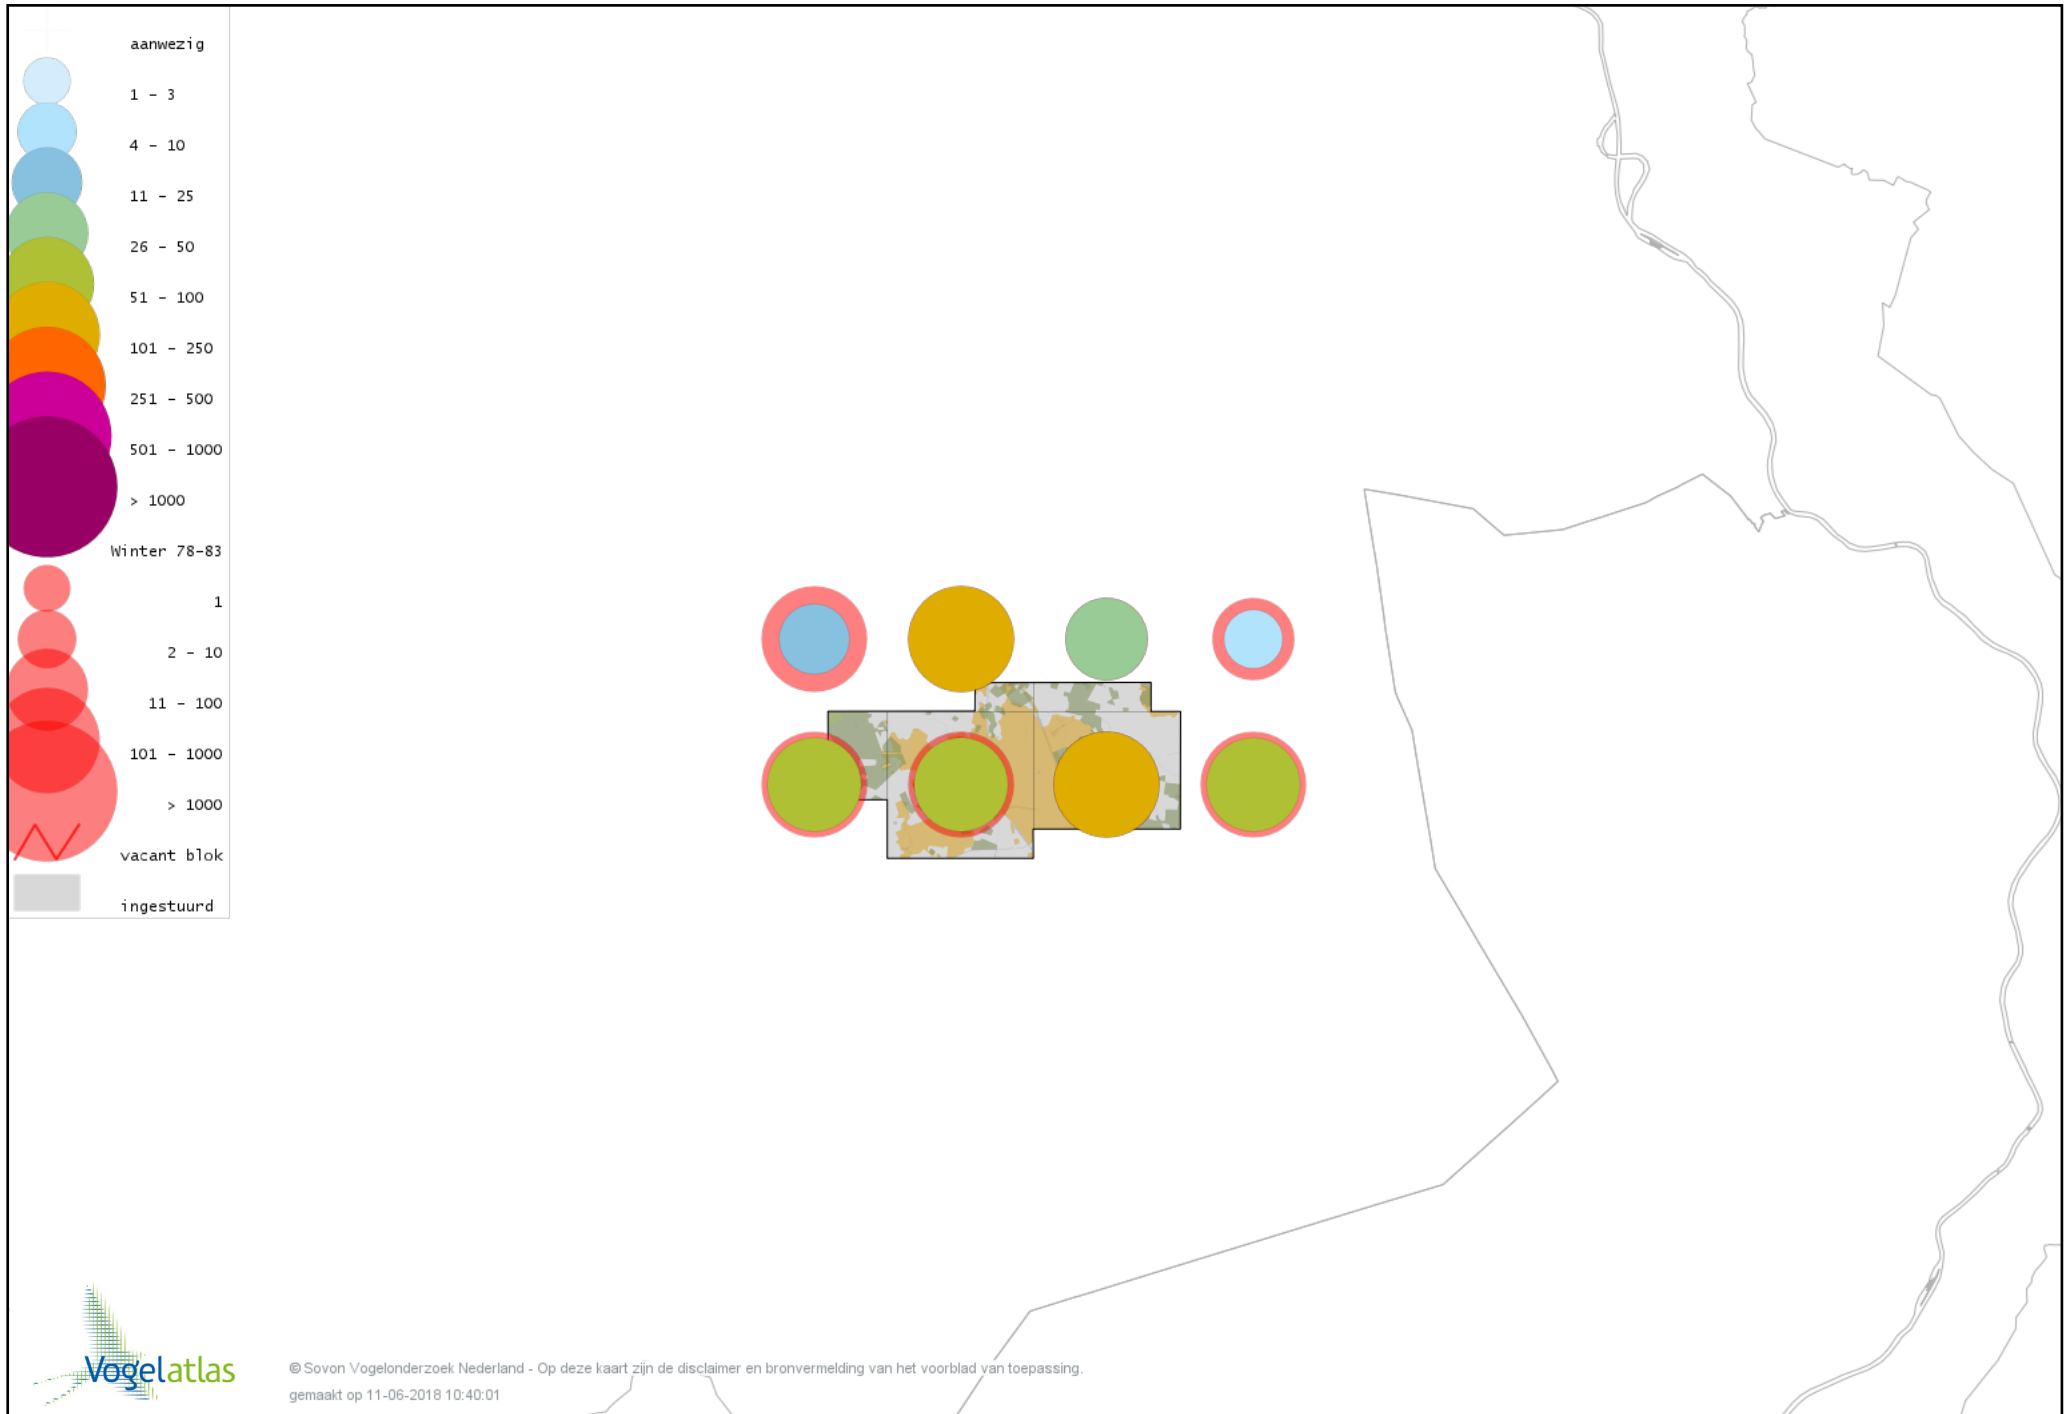 aanwezig
1 - 3
4 - 10
11 - 25
26 - 50
51 - 100
101 - 250
251 - 500
501 - 1000
> 1000
Winter 78-83
1
2 - 10
11 - 100
101 - 1000
> 1000
vacant blok
ingestuurd
Vogelatlas
© Sovon Vogelonderzoek Nederland - Op deze kaart zijn de disclaimer en bronvermelding van het voorblad van toepassing.
gemaakt op 11-06-2018 10:40:01